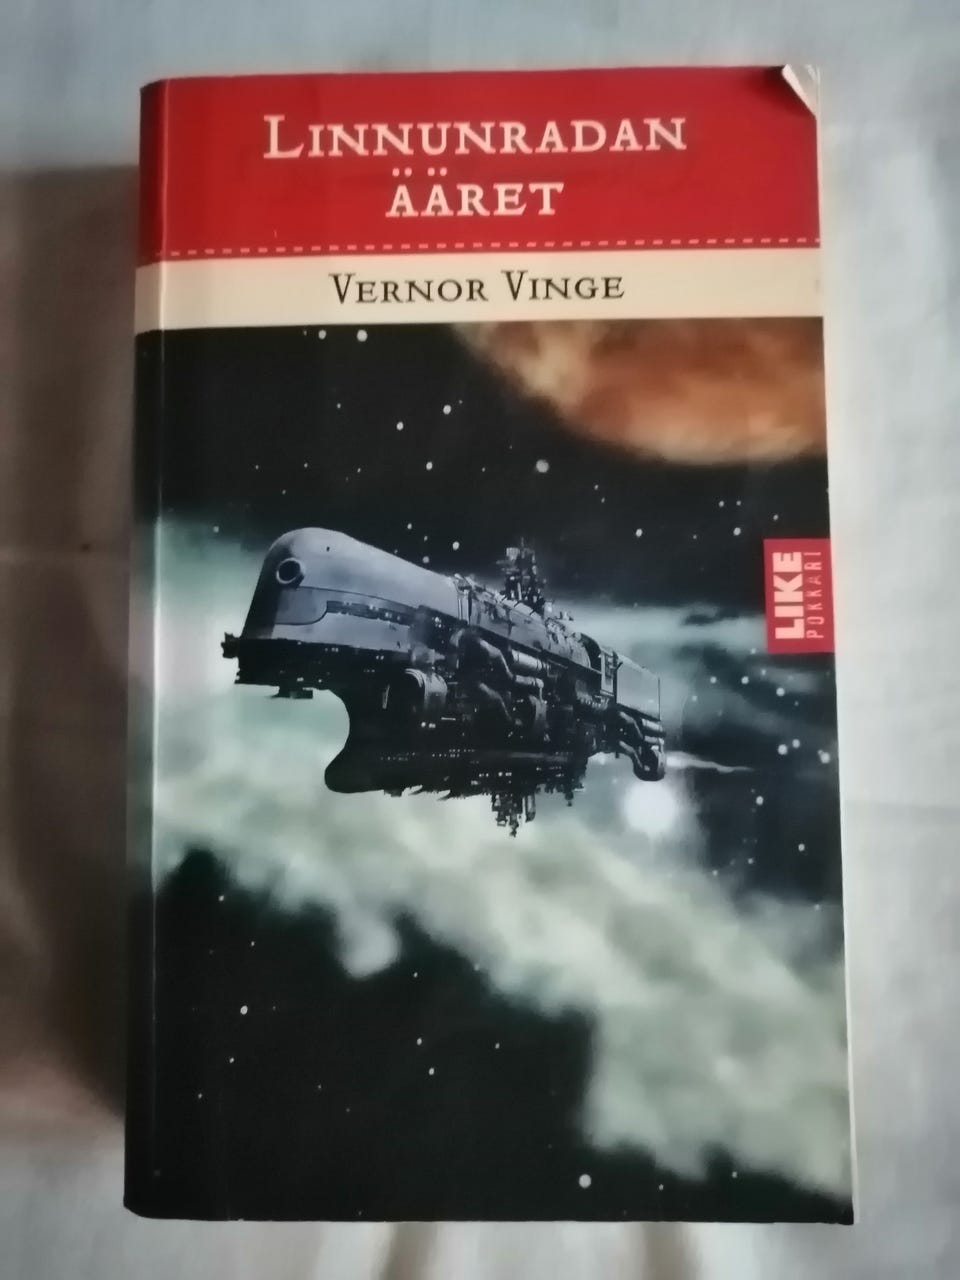 LINNUNRADAN
ÄÄRET
VERNOR VINGE
LIKE
POKKARI